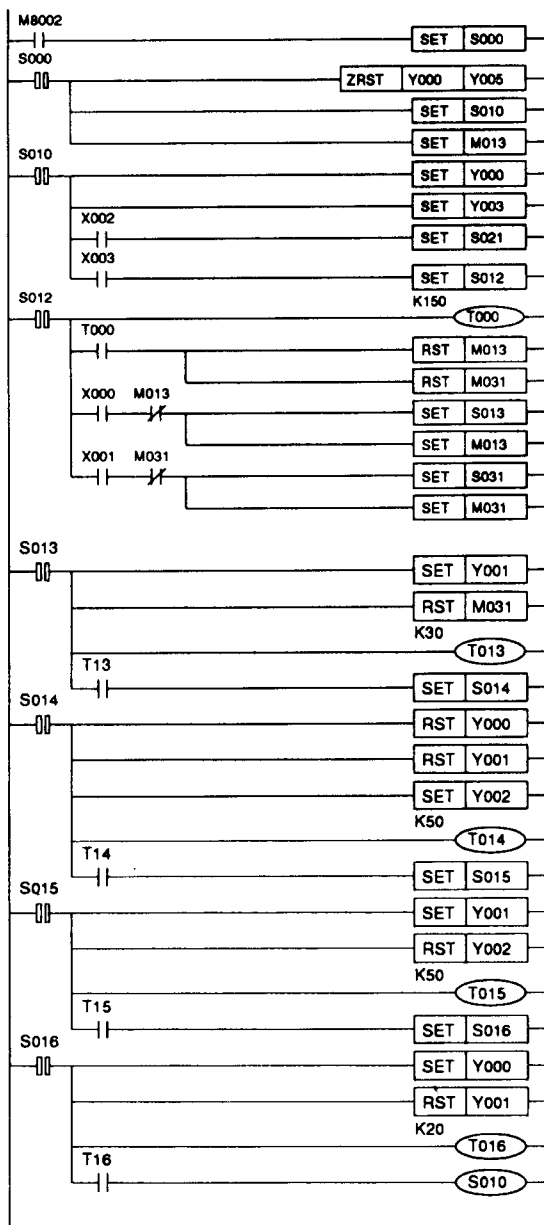 M8002
SET S000
S000
ZRST Y000 Y005
SET S010
SET M013
S010
SET Y000
SET Y003
X002
SET S021
X003
SET S012
S012
K150
T000
T000
RST M013
RST M031
X000 M013
SET S013
SET M013
X001 M031
SET S031
SET M031
S013
SET Y001
RST M031
K30
T013
T13
SET S014
S014
RST Y000
RST Y001
SET Y002
K50
T014
T14
SET S015
S015
SET Y001
RST Y002
K50
T015
T15
SET S016
S016
SET Y000
RST Y001
K20
T016
T16
S010